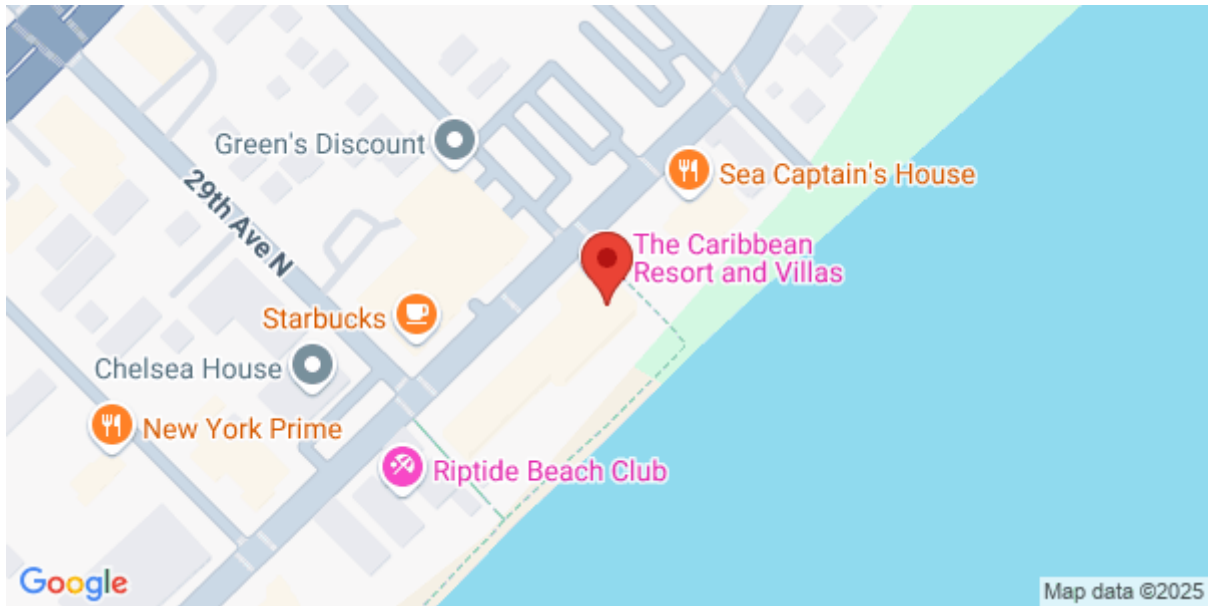 Green's Discount
Sea Captain's House
29th Ave N
The Caribbean
Resort and Villas
Starbucks
Chelsea House
New York Prime
Riptide Beach Club
Google
Map data ©2025